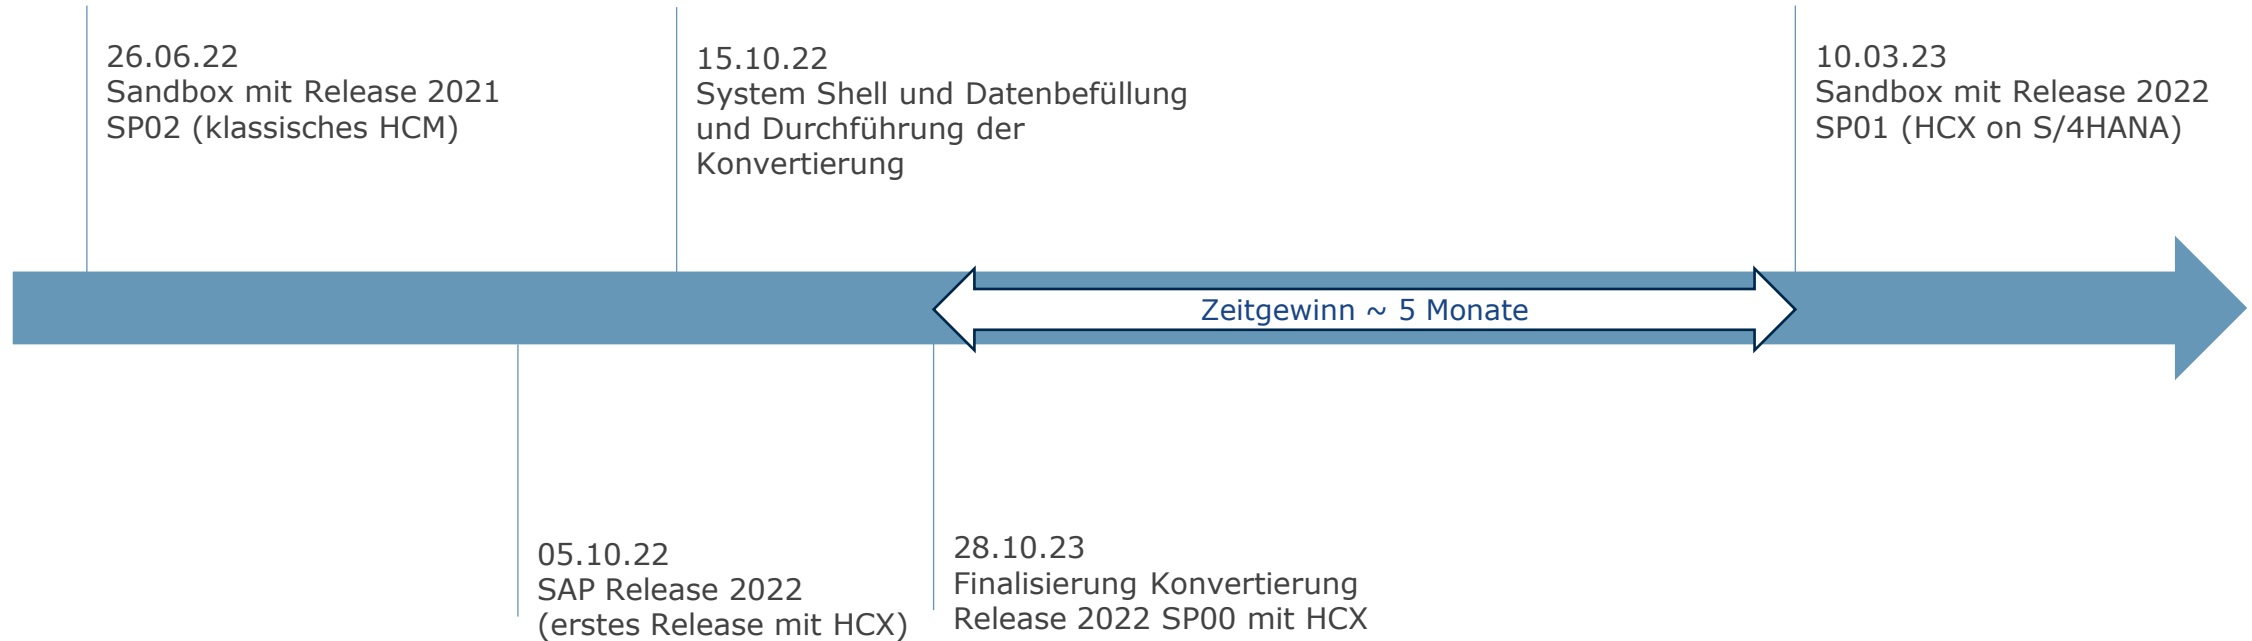 26.06.22
Sandbox mit Release 2021
SP02 (klassisches HCM)
15.10.22
System Shell und Datenbefüllung
und Durchführung der
Konvertierung
10.03.23
Sandbox mit Release 2022
SP01 (HCX on S/4HANA)
Zeitgewinn ~ 5 Monate
05.10.22
SAP Release 2022
(erstes Release mit HCX)
28.10.23
Finalisierung Konvertierung
Release 2022 SP00 mit HCX